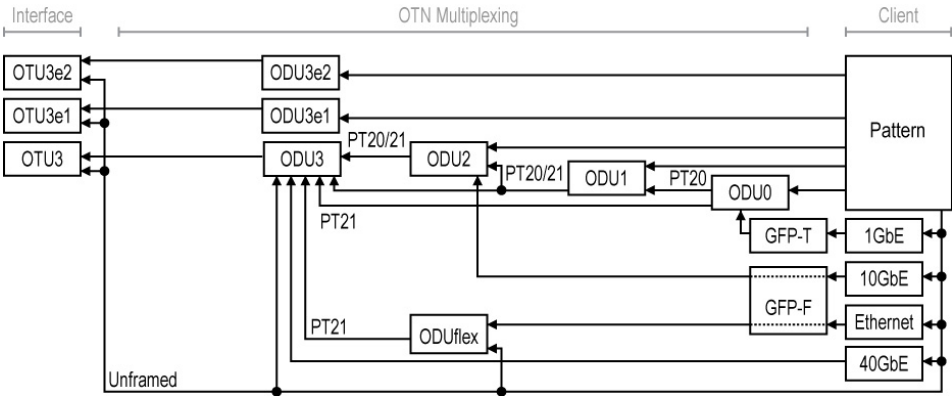 Interface OTN Multiplexing Client
OTU3e2 ODU3e2
OTU3e1 ODU3e1 Pattern
PT20/21
OTU3 ODU3 ODU2 PT20/21 ODU1 PT20 ODU0
PT21
GFP-T 1GbE
10GbE
GFP-F
PT21 ODUflex Ethernet
40GbE
Unframed